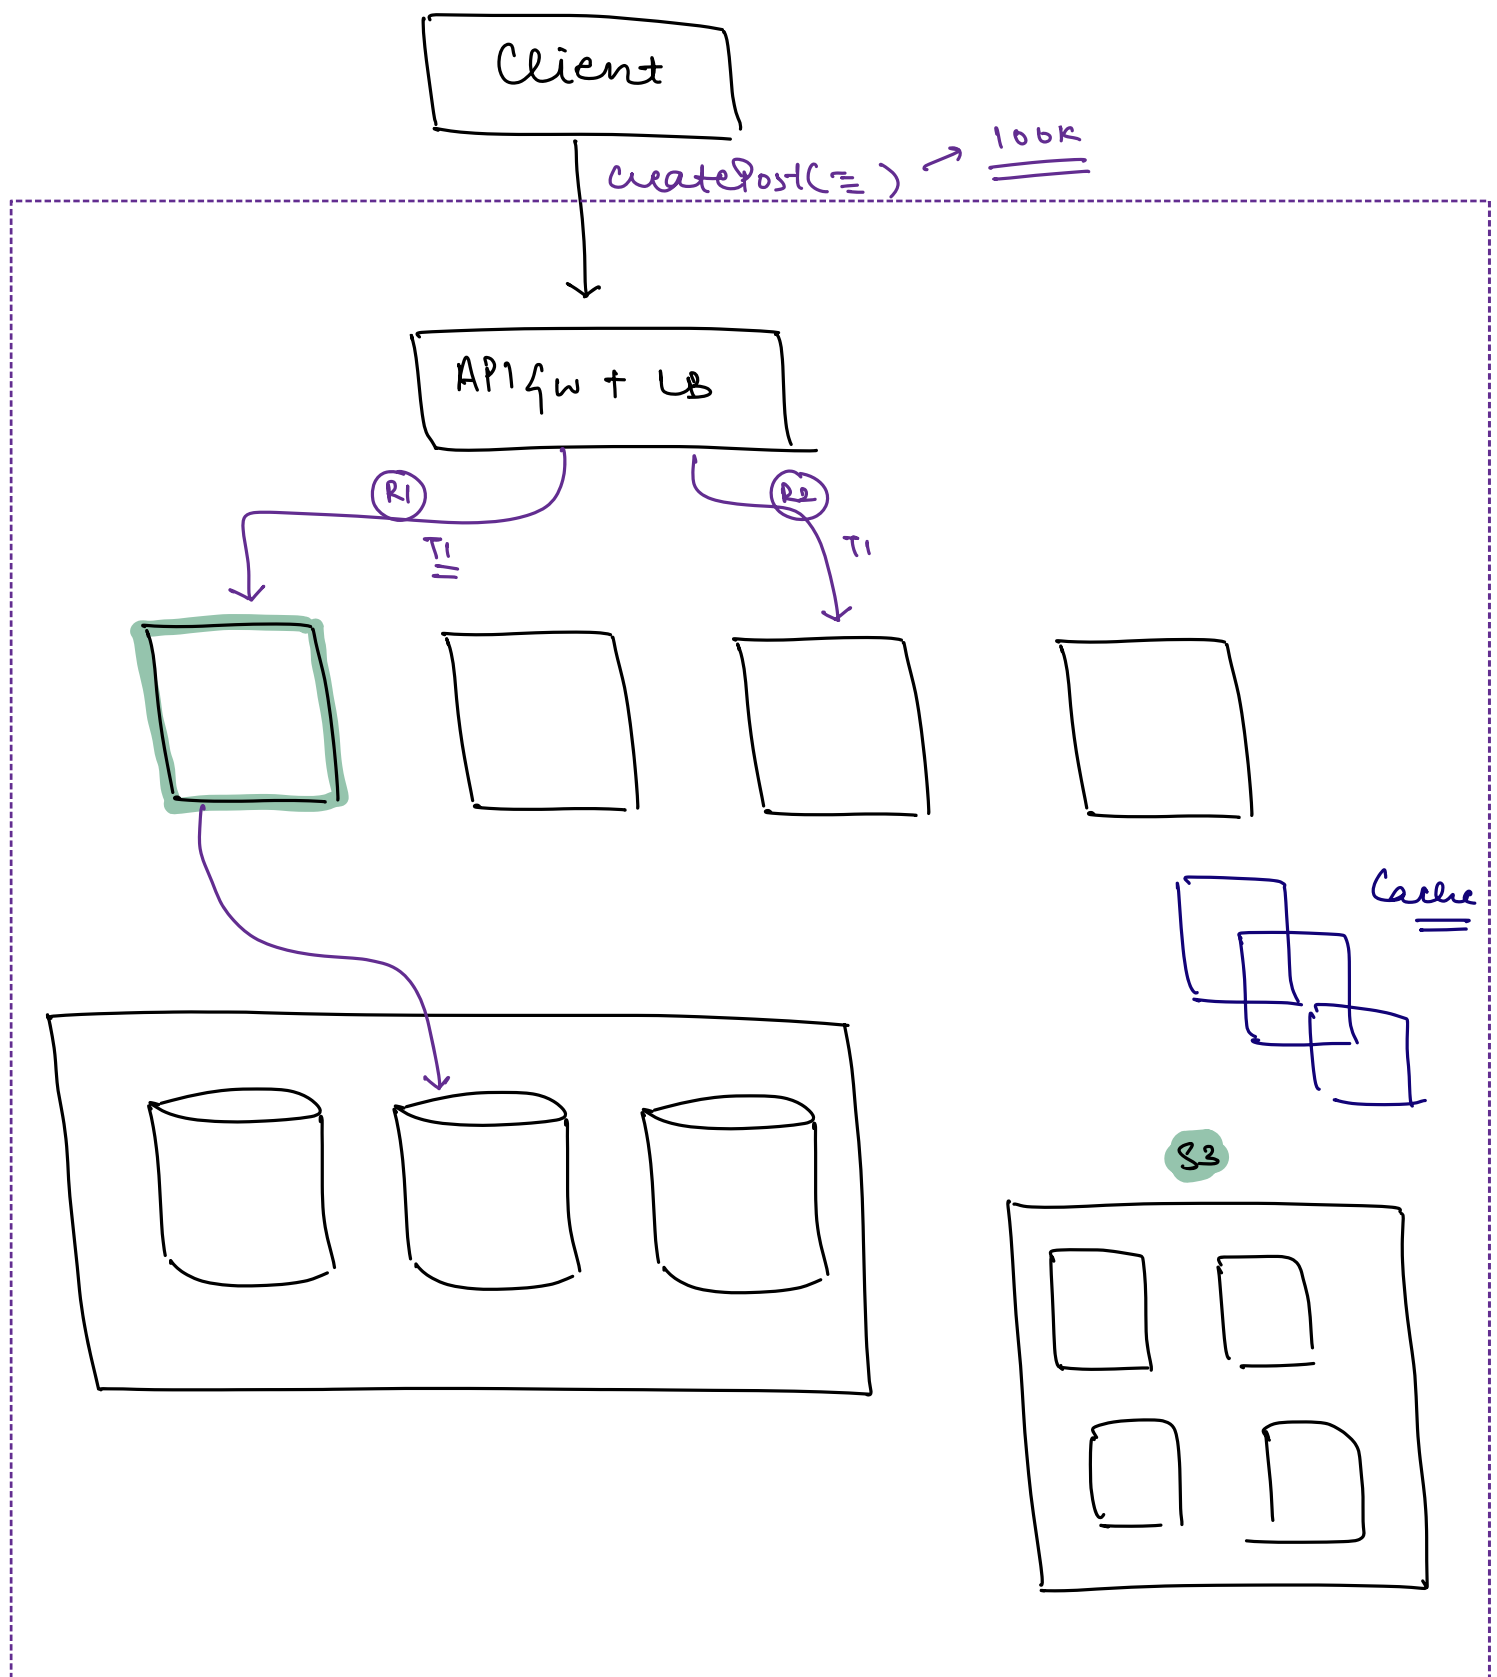 Client
createPost(    ) → 100K
API GW + LB
R1
R2
T1
T1
Cache
S3